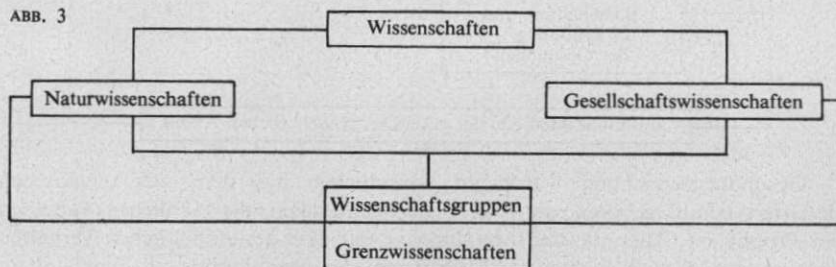 ABB. 3
Wissenschaften
Naturwissenschaften Gesellschaftswissenschaften
Wissenschaftsgruppen
Grenzwissenschaften